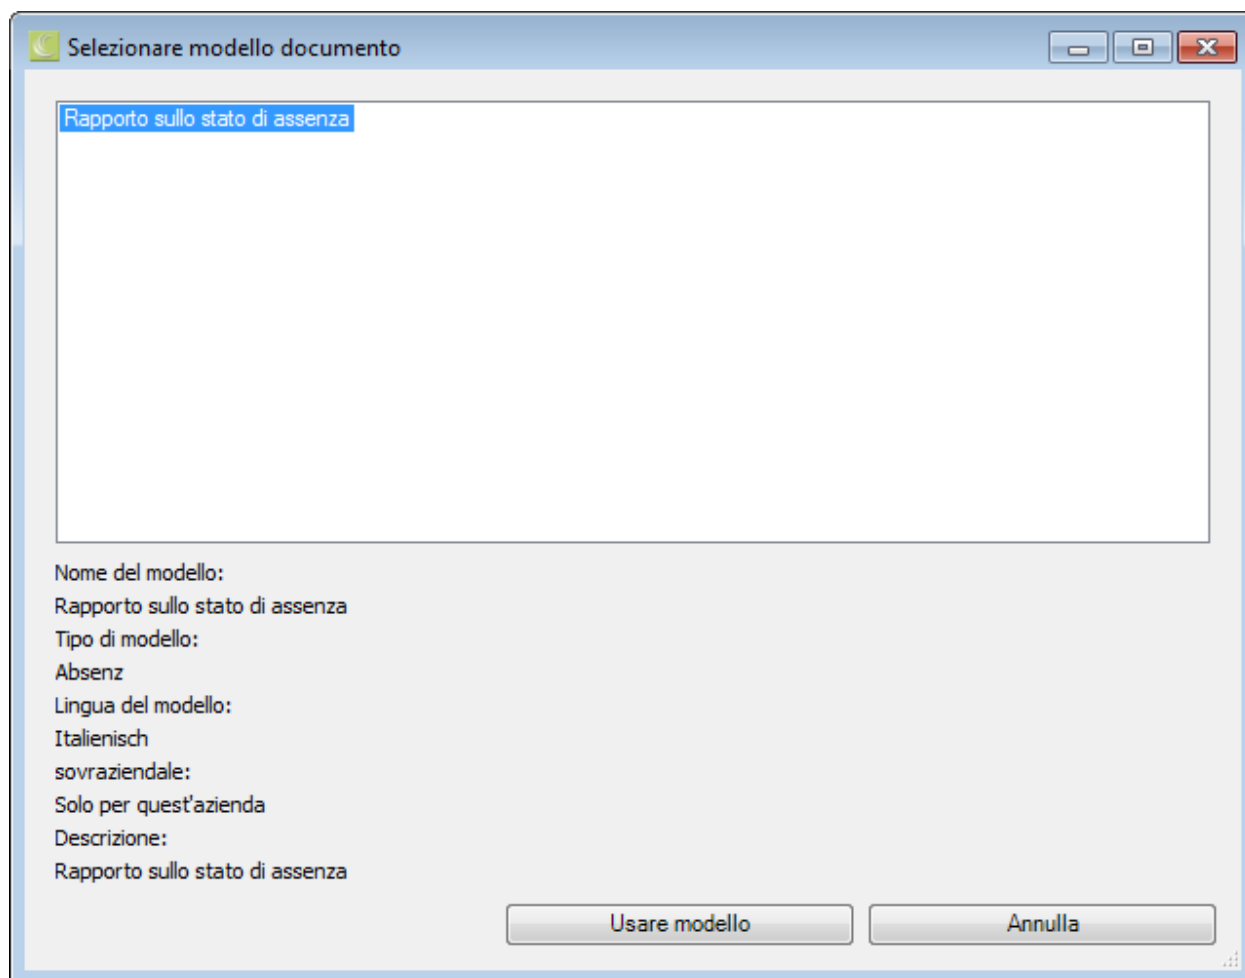 Selezionare modello documento
Rapporto sullo stato di assenza
Nome del modello:
Rapporto sullo stato di assenza
Tipo di modello:
Absenz
Lingua del modello:
Italienisch
sovraziendale:
Solo per quest'azienda
Descrizione:
Rapporto sullo stato di assenza
Usare modello Annulla